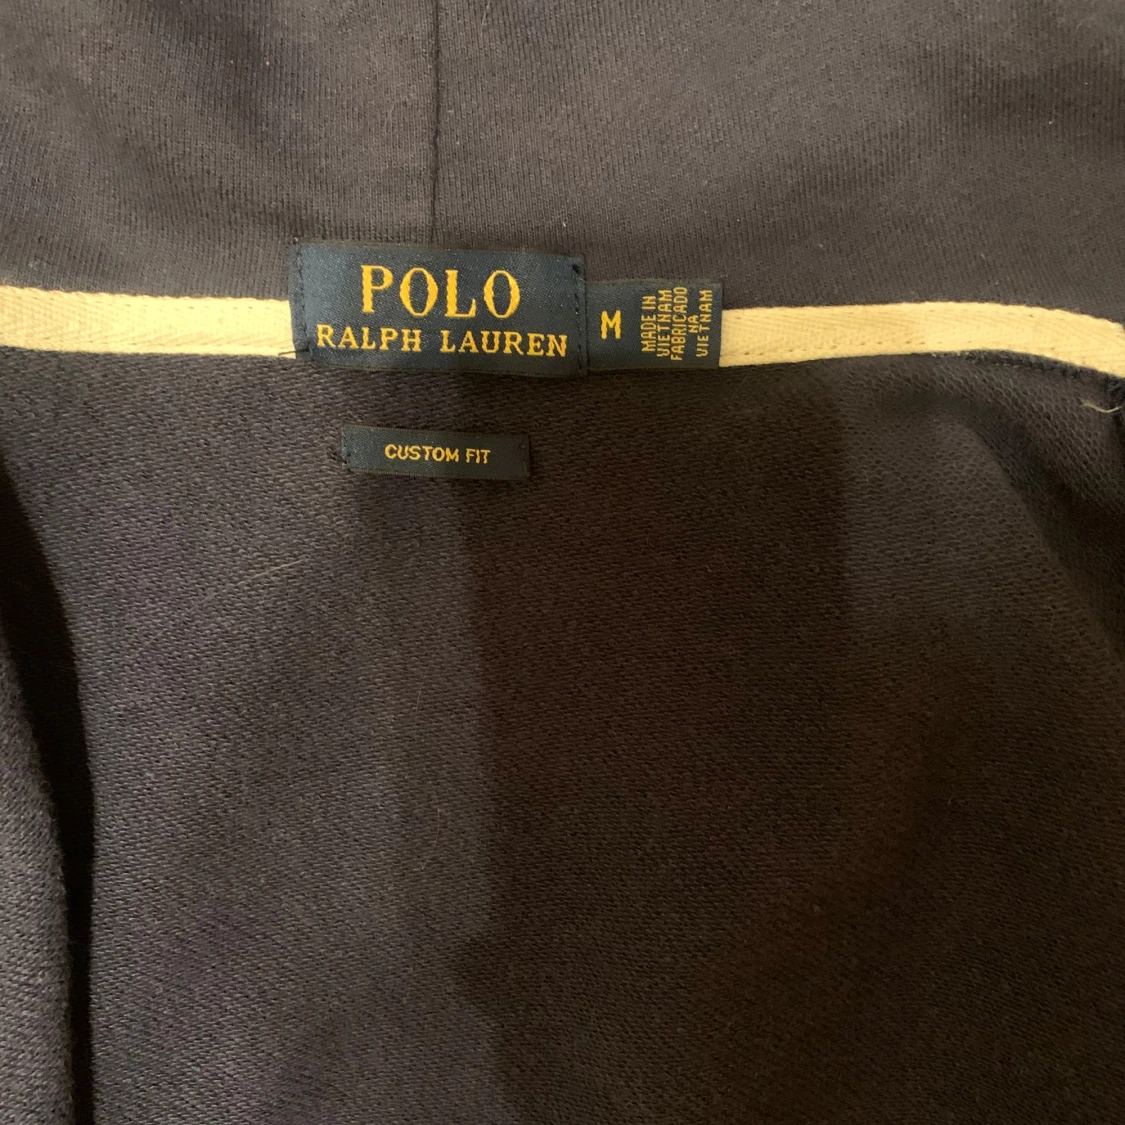 POLO
RALPH LAUREN
M
MADE IN
VIETNAM
FABRICADO
NA
VIETNAM
CUSTOM FIT